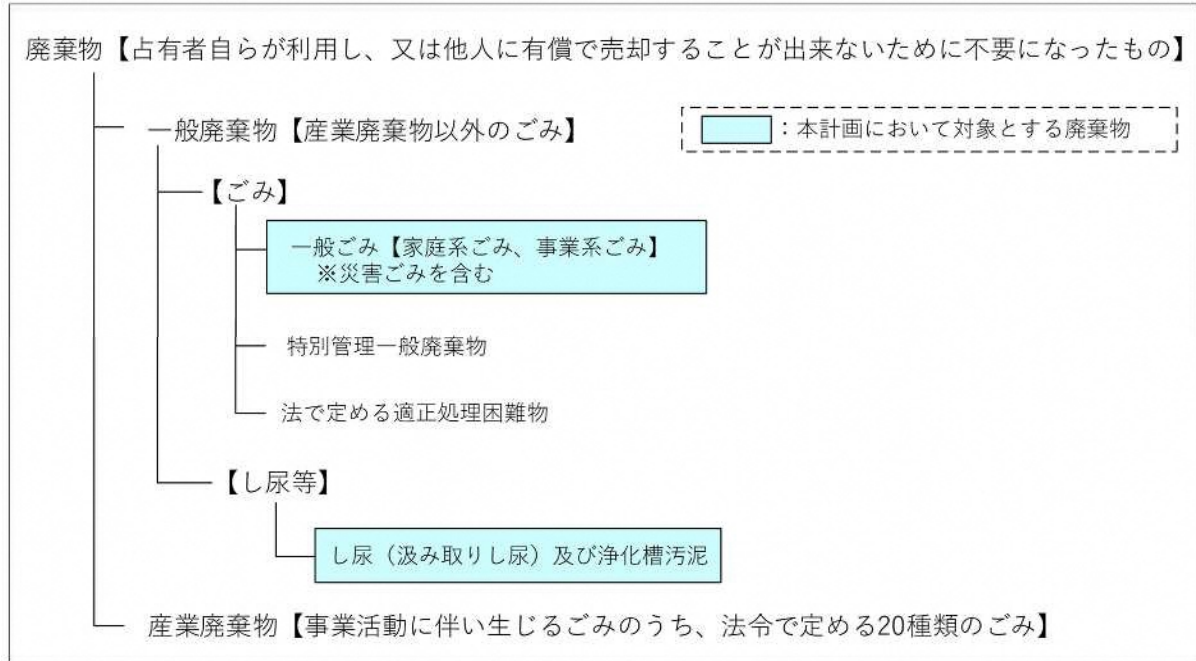 廃棄物【占有者自らが利用し、又は他人に有償で売却することが出来ないために不要になったもの】
一般廃棄物【産業廃棄物以外のごみ】
：本計画において対象とする廃棄物
【ごみ】
一般ごみ【家庭系ごみ、事業系ごみ】
※災害ごみを含む
特別管理一般廃棄物
法で定める適正処理困難物
【し尿等】
し尿（汲み取りし尿）及び浄化槽汚泥
産業廃棄物【事業活動に伴い生じるごみのうち、法令で定める20種類のごみ】